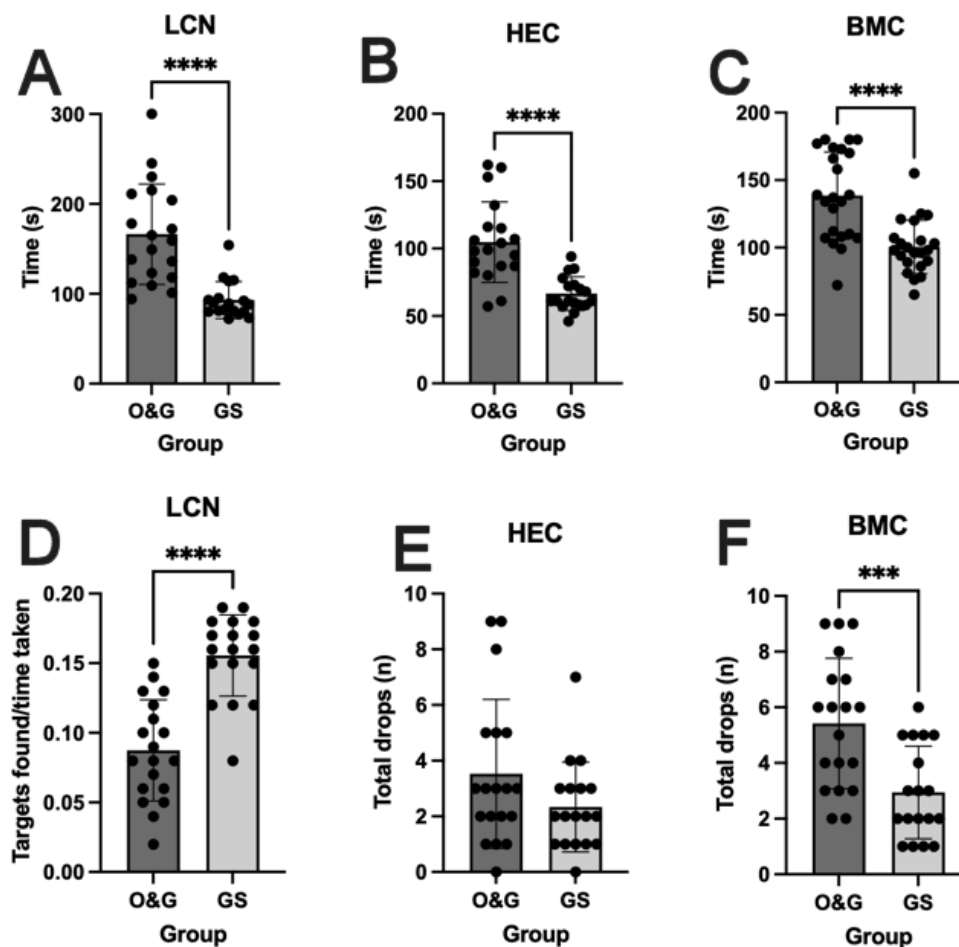 A
LCN
****
Time (s)
300
200
100
0
O&G GS
Group
B
HEC
****
Time (s)
200
150
100
50
0
O&G GS
Group
C
BMC
****
Time (s)
200
150
100
50
0
O&G GS
Group
D
LCN
****
Targets found/time taken
0.20
0.15
0.10
0.05
0.00
O&G GS
Group
E
HEC
Total drops (n)
10
8
6
4
2
0
O&G GS
Group
F
BMC
***
Total drops (n)
10
8
6
4
2
0
O&G GS
Group